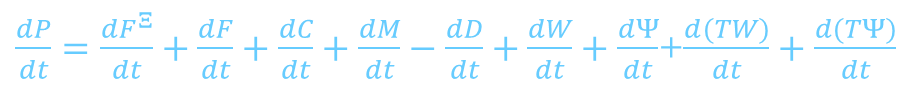 dP/dt = dF^Ξ/dt + dF/dt + dC/dt + dM/dt − dD/dt + dW/dt + dΨ/dt + d(TW)/dt + d(TΨ)/dt